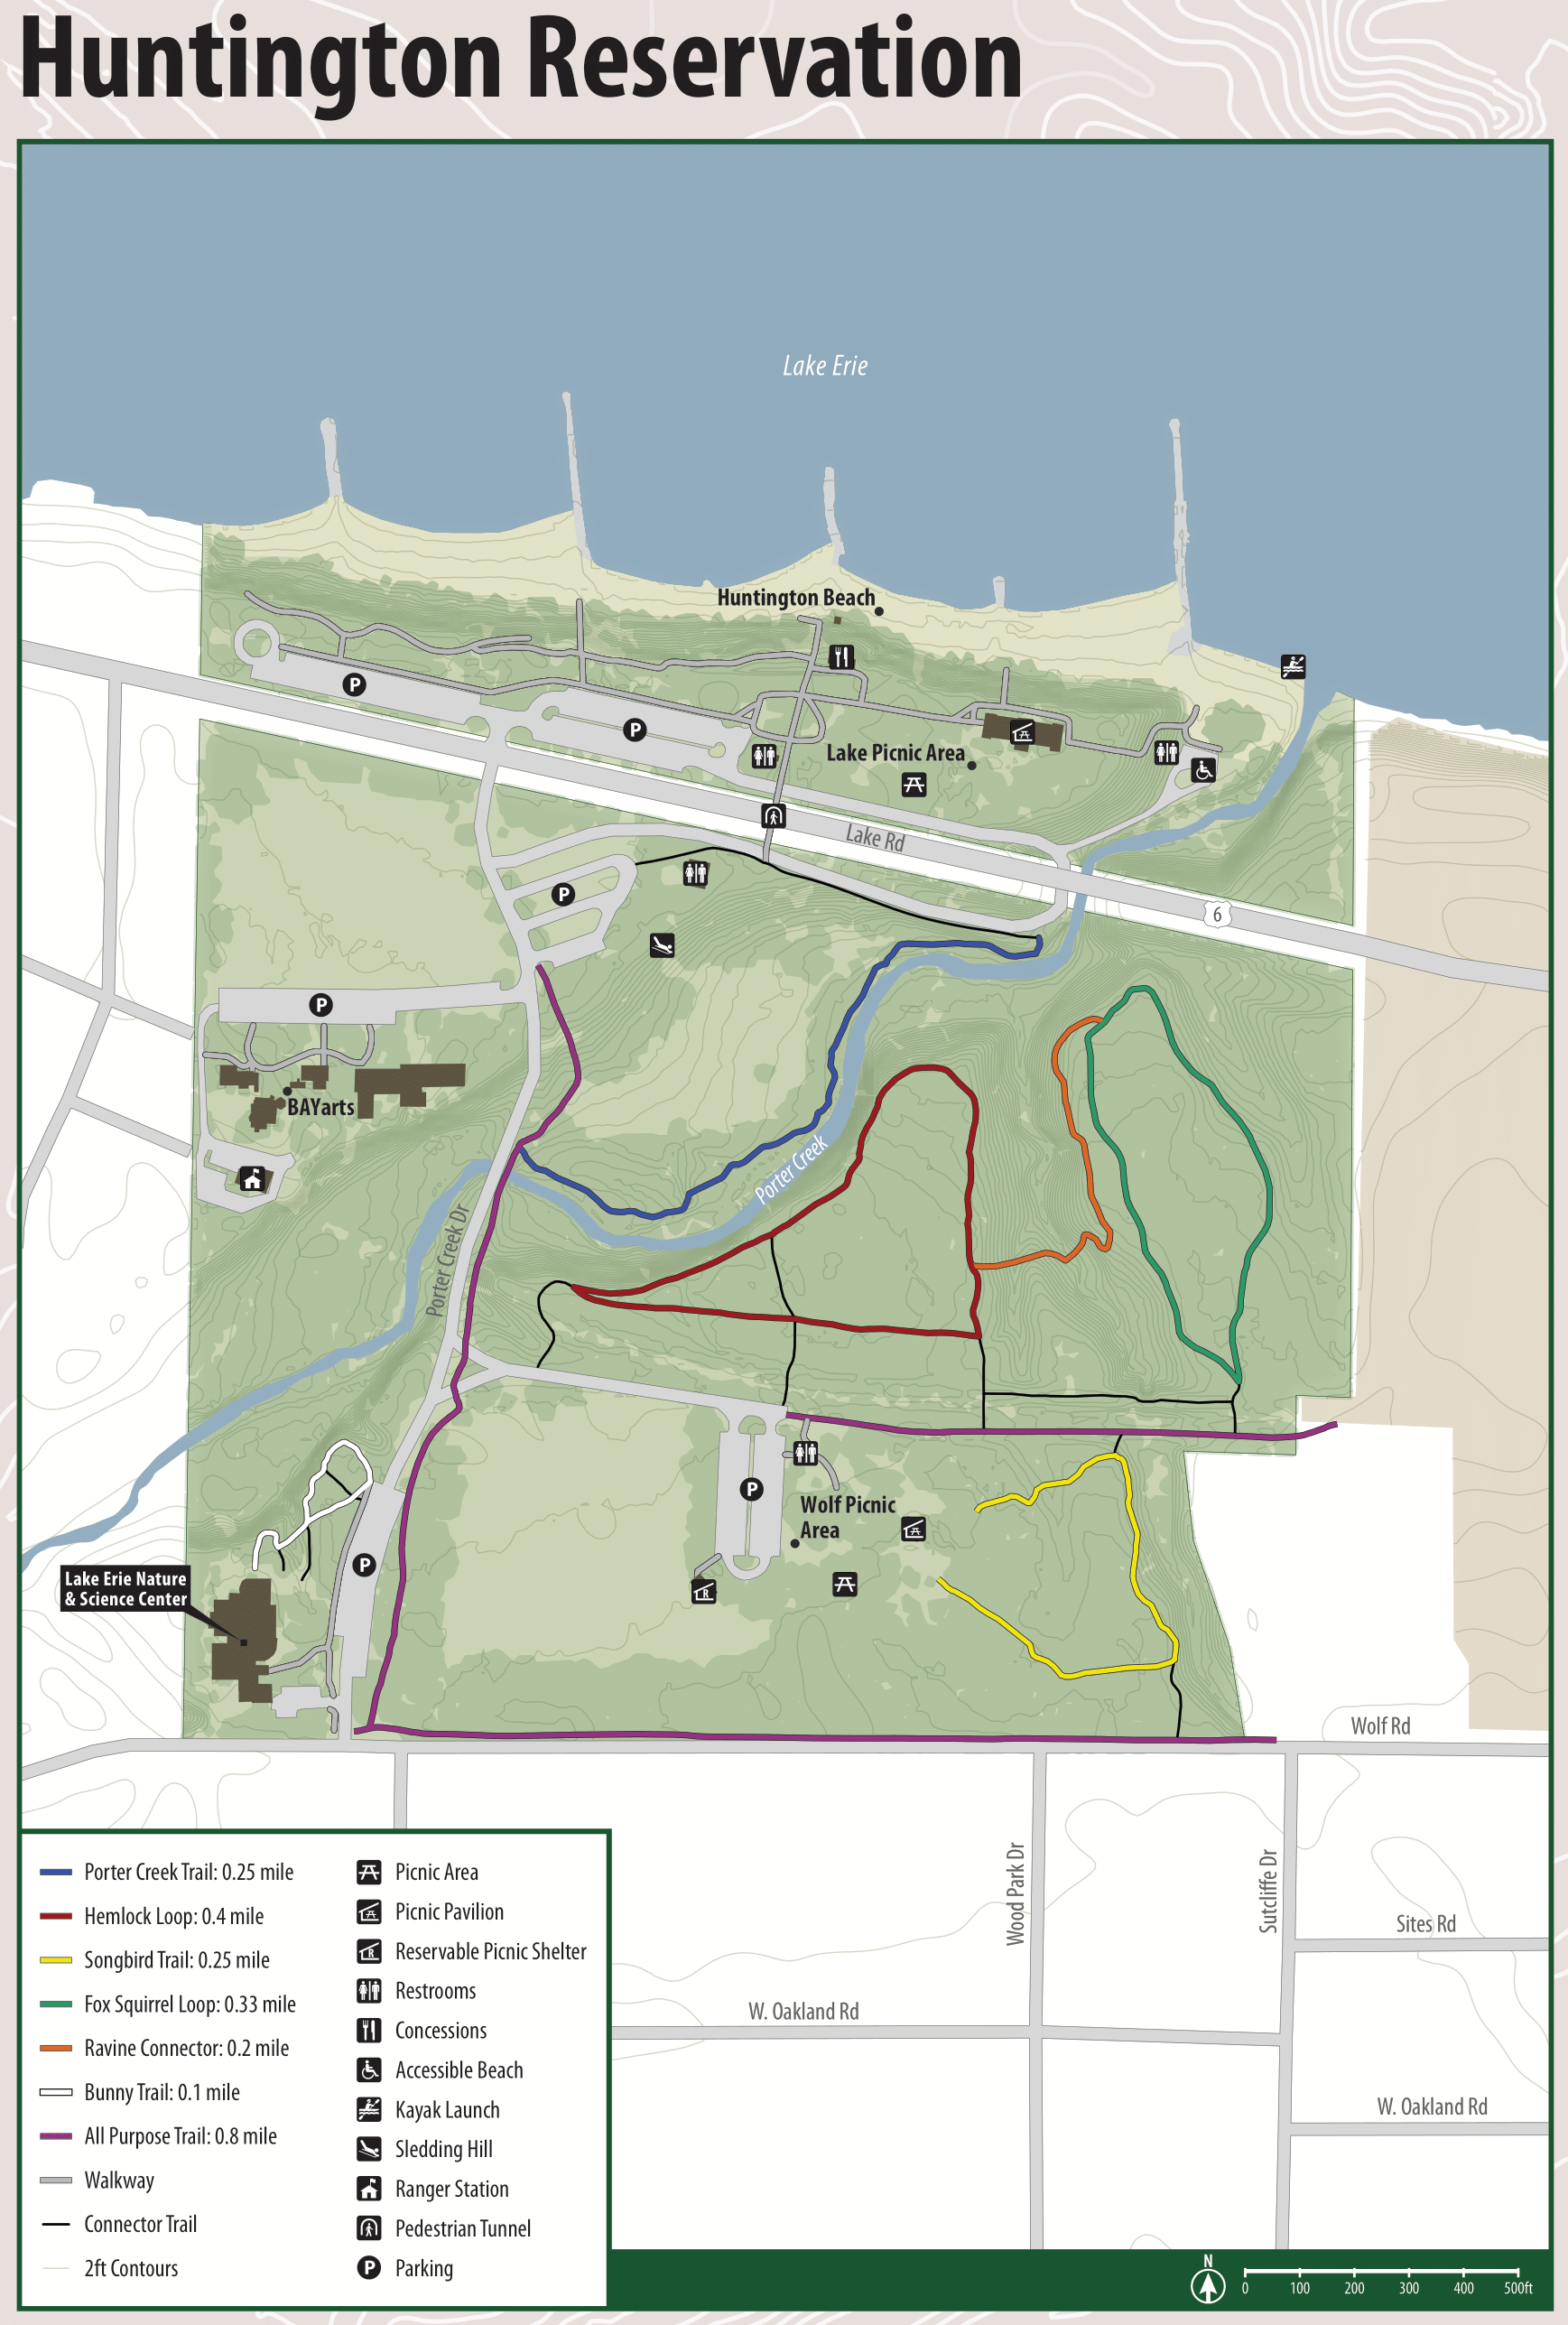 Huntington Reservation
Lake Erie
Huntington Beach
P
P
Lake Picnic Area
Lake Rd
6
P
P
BAYarts
Porter Creek
Porter Creek Dr
P
Wolf Picnic
Area
P
Lake Erie Nature
& Science Center
R
Wolf Rd
Wood Park Dr
Sutcliffe Dr
Sites Rd
W. Oakland Rd
W. Oakland Rd
Porter Creek Trail: 0.25 mile
Hemlock Loop: 0.4 mile
Songbird Trail: 0.25 mile
Fox Squirrel Loop: 0.33 mile
Ravine Connector: 0.2 mile
Bunny Trail: 0.1 mile
All Purpose Trail: 0.8 mile
Walkway
Connector Trail
2ft Contours
Picnic Area
Picnic Pavilion
R Reservable Picnic Shelter
Restrooms
Concessions
Accessible Beach
Kayak Launch
Sledding Hill
Ranger Station
Pedestrian Tunnel
P Parking
N
0 100 200 300 400 500ft